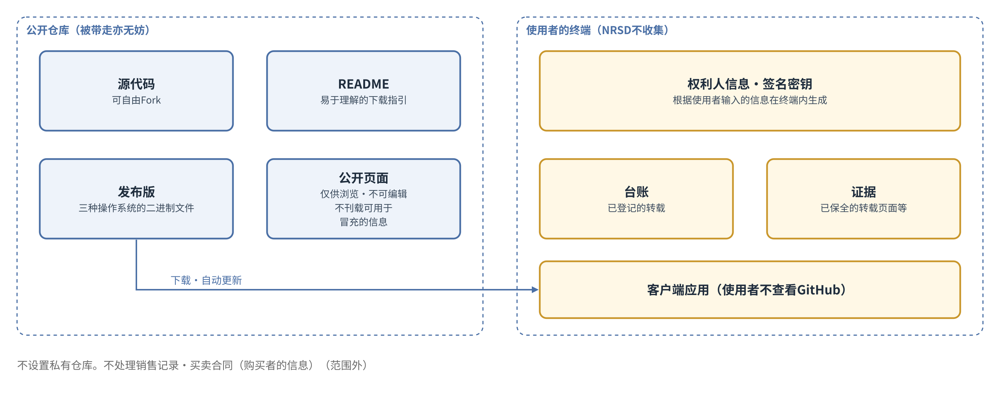 公开仓库（被带走亦无妨）
源代码
可自由Fork
README
易于理解的下载指引
发布版
三种操作系统的二进制文件
公开页面
仅供浏览・不可编辑
不刊载可用于
冒充的信息
下载・自动更新
使用者的终端（NRSD不收集）
权利人信息・签名密钥
根据使用者输入的信息在终端内生成
台账
已登记的转载
证据
已保全的转载页面等
客户端应用（使用者不查看GitHub）
不设置私有仓库。不处理销售记录・买卖合同（购买者的信息）（范围外）